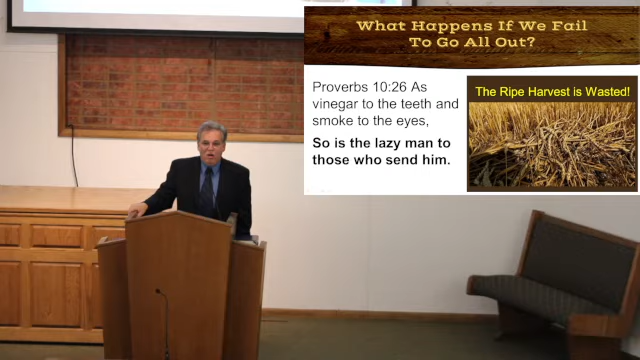 What Happens If We Fail
To Go All Out?
Proverbs 10:26 As
vinegar to the teeth and
smoke to the eyes,
So is the lazy man to
those who send him.
The Ripe Harvest is Wasted!